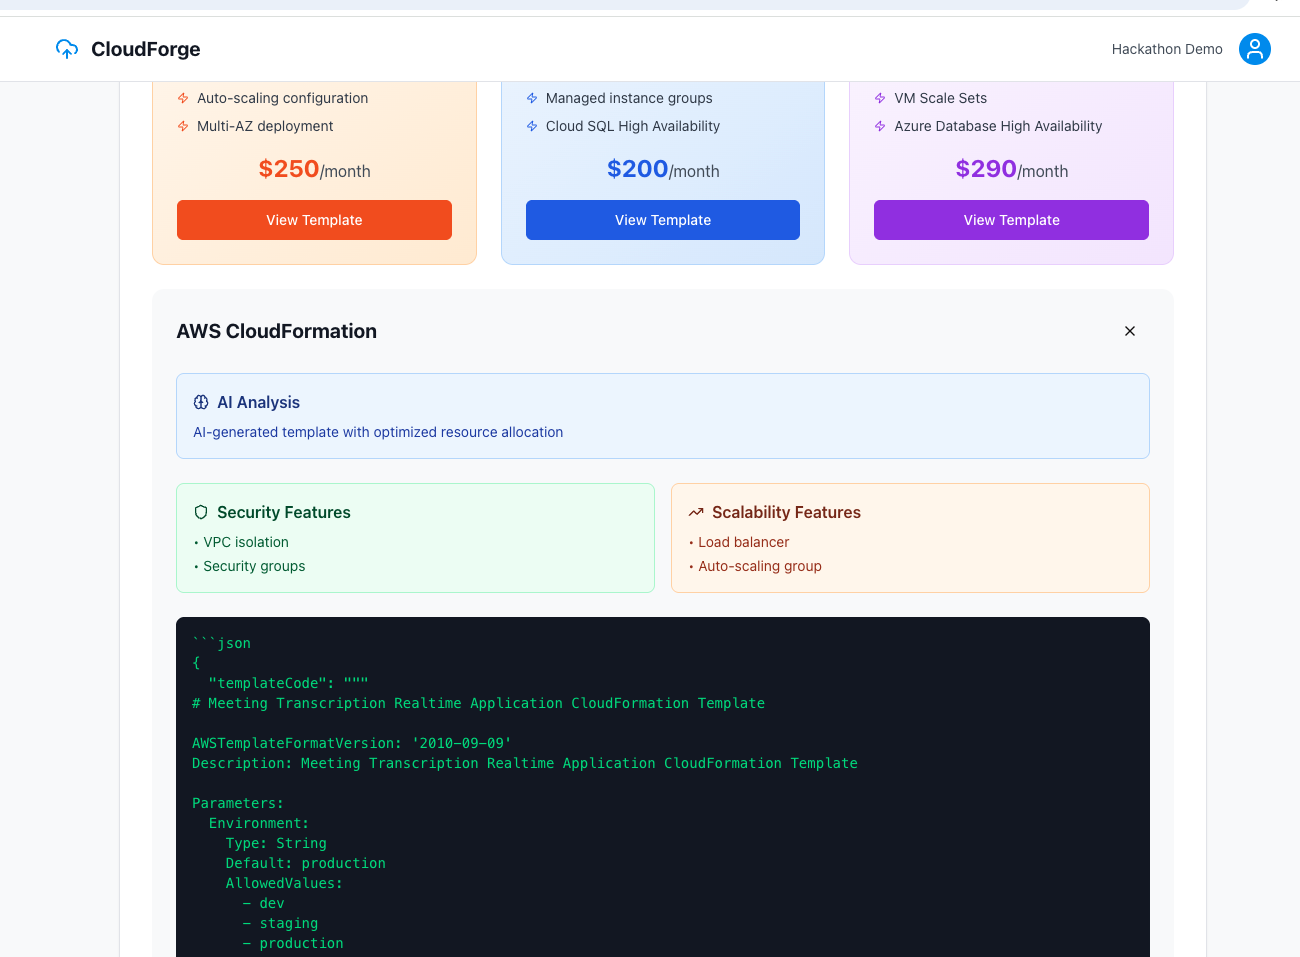 CloudForge
Hackathon Demo
Auto-scaling configuration
Multi-AZ deployment
$250/month
View Template
Managed instance groups
Cloud SQL High Availability
$200/month
View Template
VM Scale Sets
Azure Database High Availability
$290/month
View Template
AWS CloudFormation
AI Analysis
AI-generated template with optimized resource allocation
Security Features
• VPC isolation
• Security groups
Scalability Features
• Load balancer
• Auto-scaling group
```json
{
  "templateCode": """
# Meeting Transcription Realtime Application CloudFormation Template

AWSTemplateFormatVersion: '2010-09-09'
Description: Meeting Transcription Realtime Application CloudFormation Template

Parameters:
  Environment:
    Type: String
    Default: production
    AllowedValues:
      - dev
      - staging
      - production